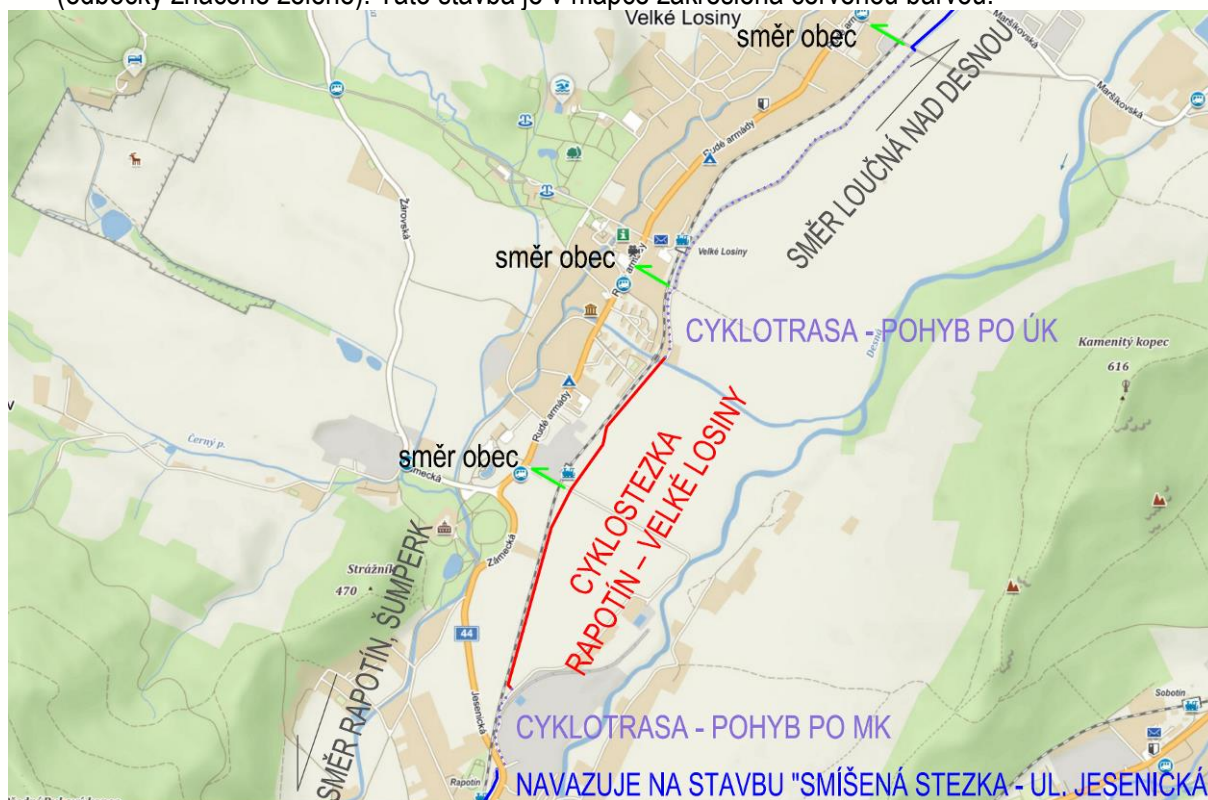 (odbočky značené zeleně). Tato stavba je v mapce zakreslena červenou barvou.
Velké Losiny
směr obec
Maršíkovská
Maršíkovská
SMĚR LOUČNÁ NAD DESNOU
Rudé armády
Žárovská
Velké Losiny
směr obec
CYKLOTRASA - POHYB PO ÚK
Desná
Kamenitý kopec
616
Rudé armády
Černý p.
směr obec
CYKLOSTEZKA
RAPOTÍN – VELKÉ LOSINY
Zámecká
Strážník
470
44
SMĚR RAPOTÍN, ŠUMPERK
Jesenická
Sobotín
CYKLOTRASA - POHYB PO MK
Rapotín
NAVAZUJE NA STAVBU "SMÍŠENÁ STEZKA - UL. JESENICKÁ